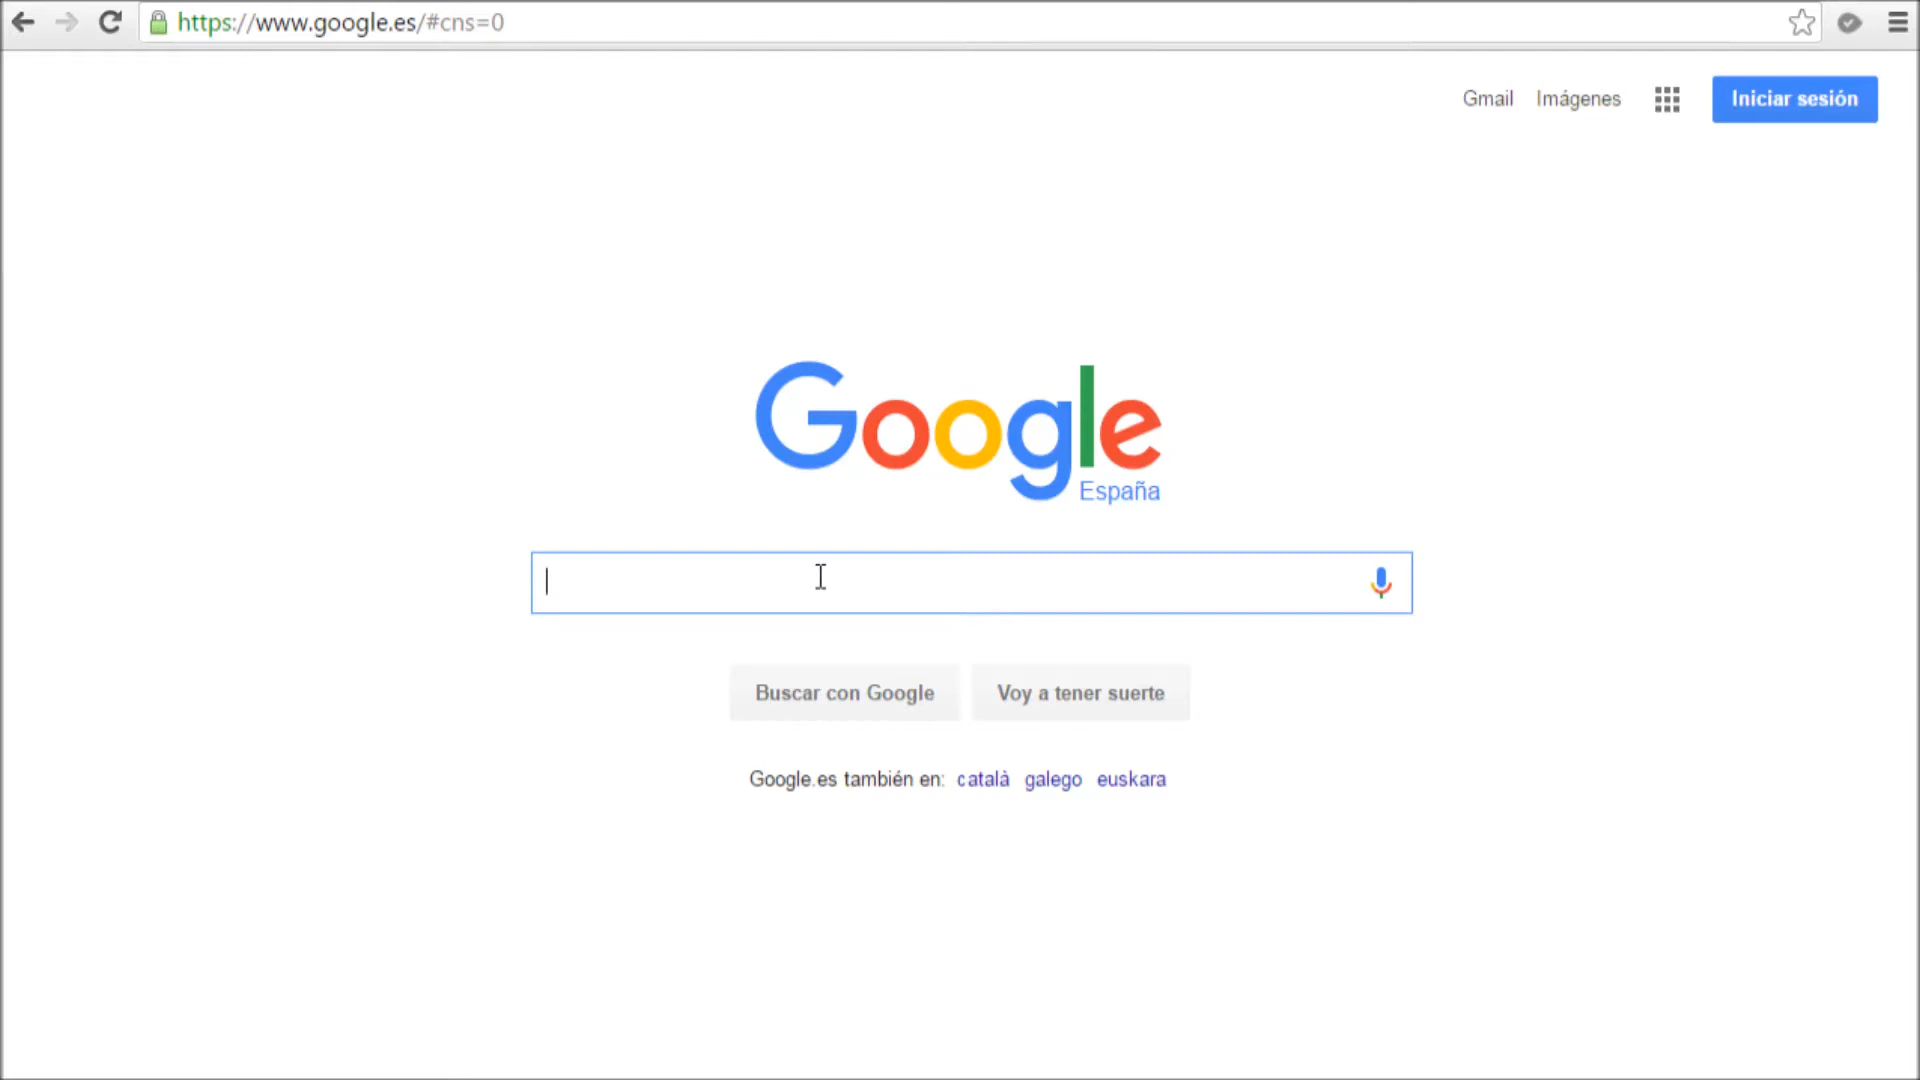 https://www.google.es/#cns=0
Gmail Imágenes Iniciar sesión
Google
España
Buscar con Google Voy a tener suerte
Google.es también en: català galego euskara